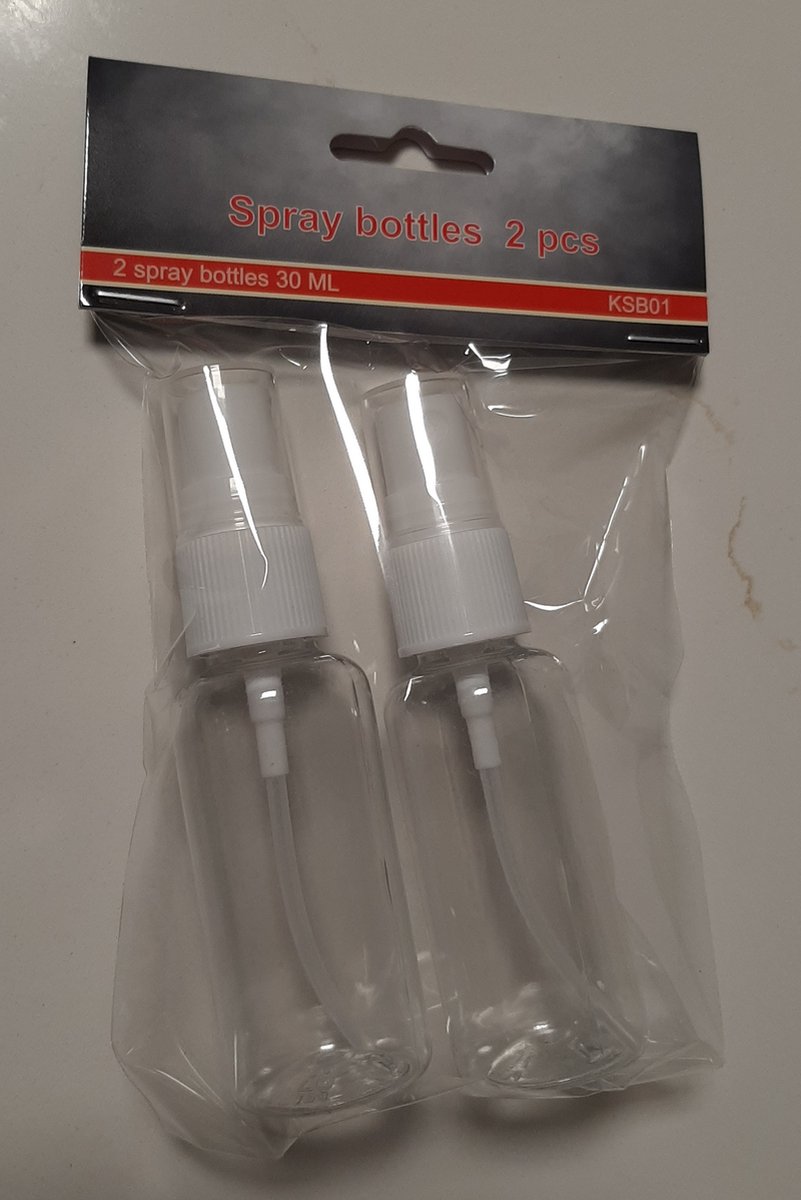 Spray bottles 2 pcs
2 spray bottles 30 ML
KSB01